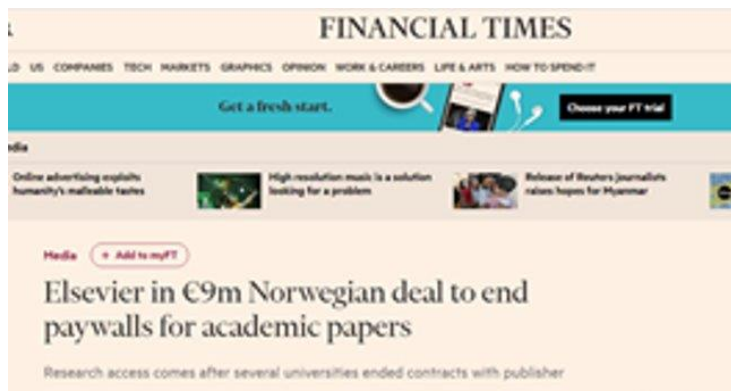 FINANCIAL TIMES
US COMPANIES TECH MARKETS GRAPHICS OPINION WORK & CAREERS LIFE & ARTS HOW TO SPEND IT
Get a fresh start.
Choose your FT trial
Online advertising exploits
humanity's malleable tastes
High resolution music is a solution
looking for a problem
Release of Reuters journalists
raises hopes for Myanmar
Media
+ Add to myFT
Elsevier in €9m Norwegian deal to end
paywalls for academic papers
Research access comes after several universities ended contracts with publisher